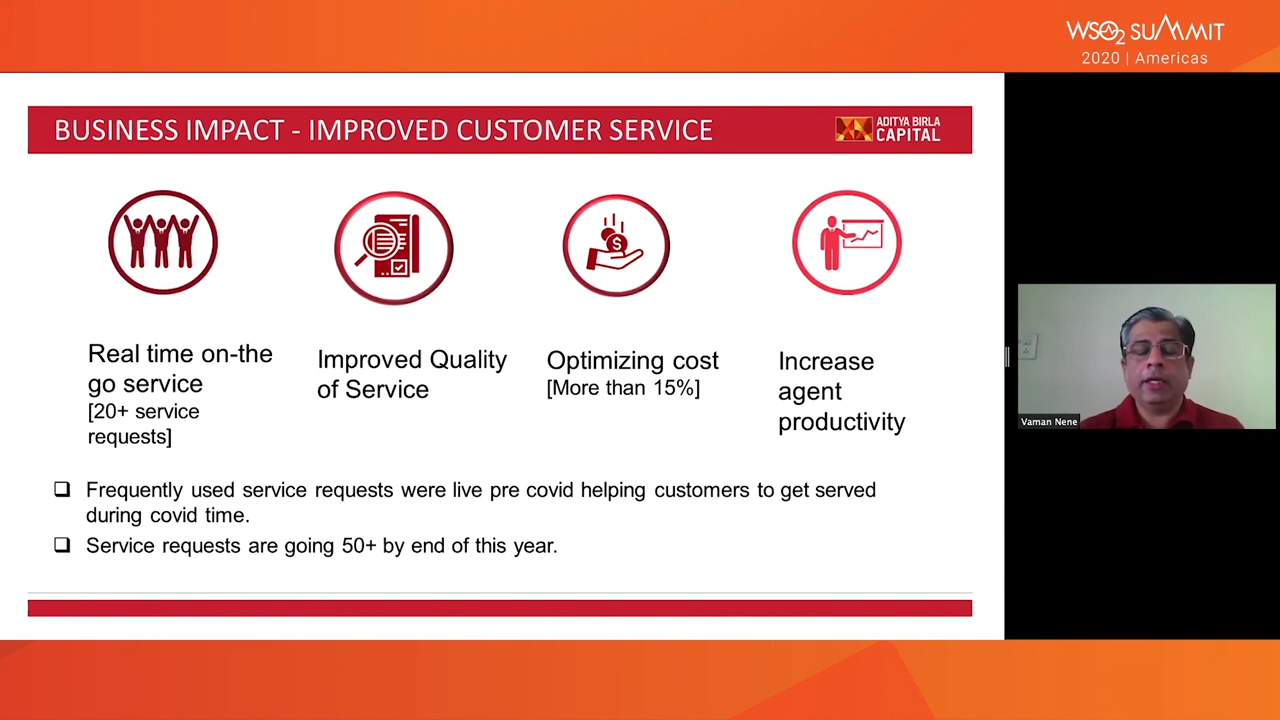 WSO2 SUMMIT
2020 | Americas
BUSINESS IMPACT - IMPROVED CUSTOMER SERVICE
ADITYA BIRLA
CAPITAL
Real time on-the
go service
[20+ service
requests]
Improved Quality
of Service
Optimizing cost
[More than 15%]
Increase
agent
productivity
Frequently used service requests were live pre covid helping customers to get served
during covid time.
Service requests are going 50+ by end of this year.
Vaman Nene